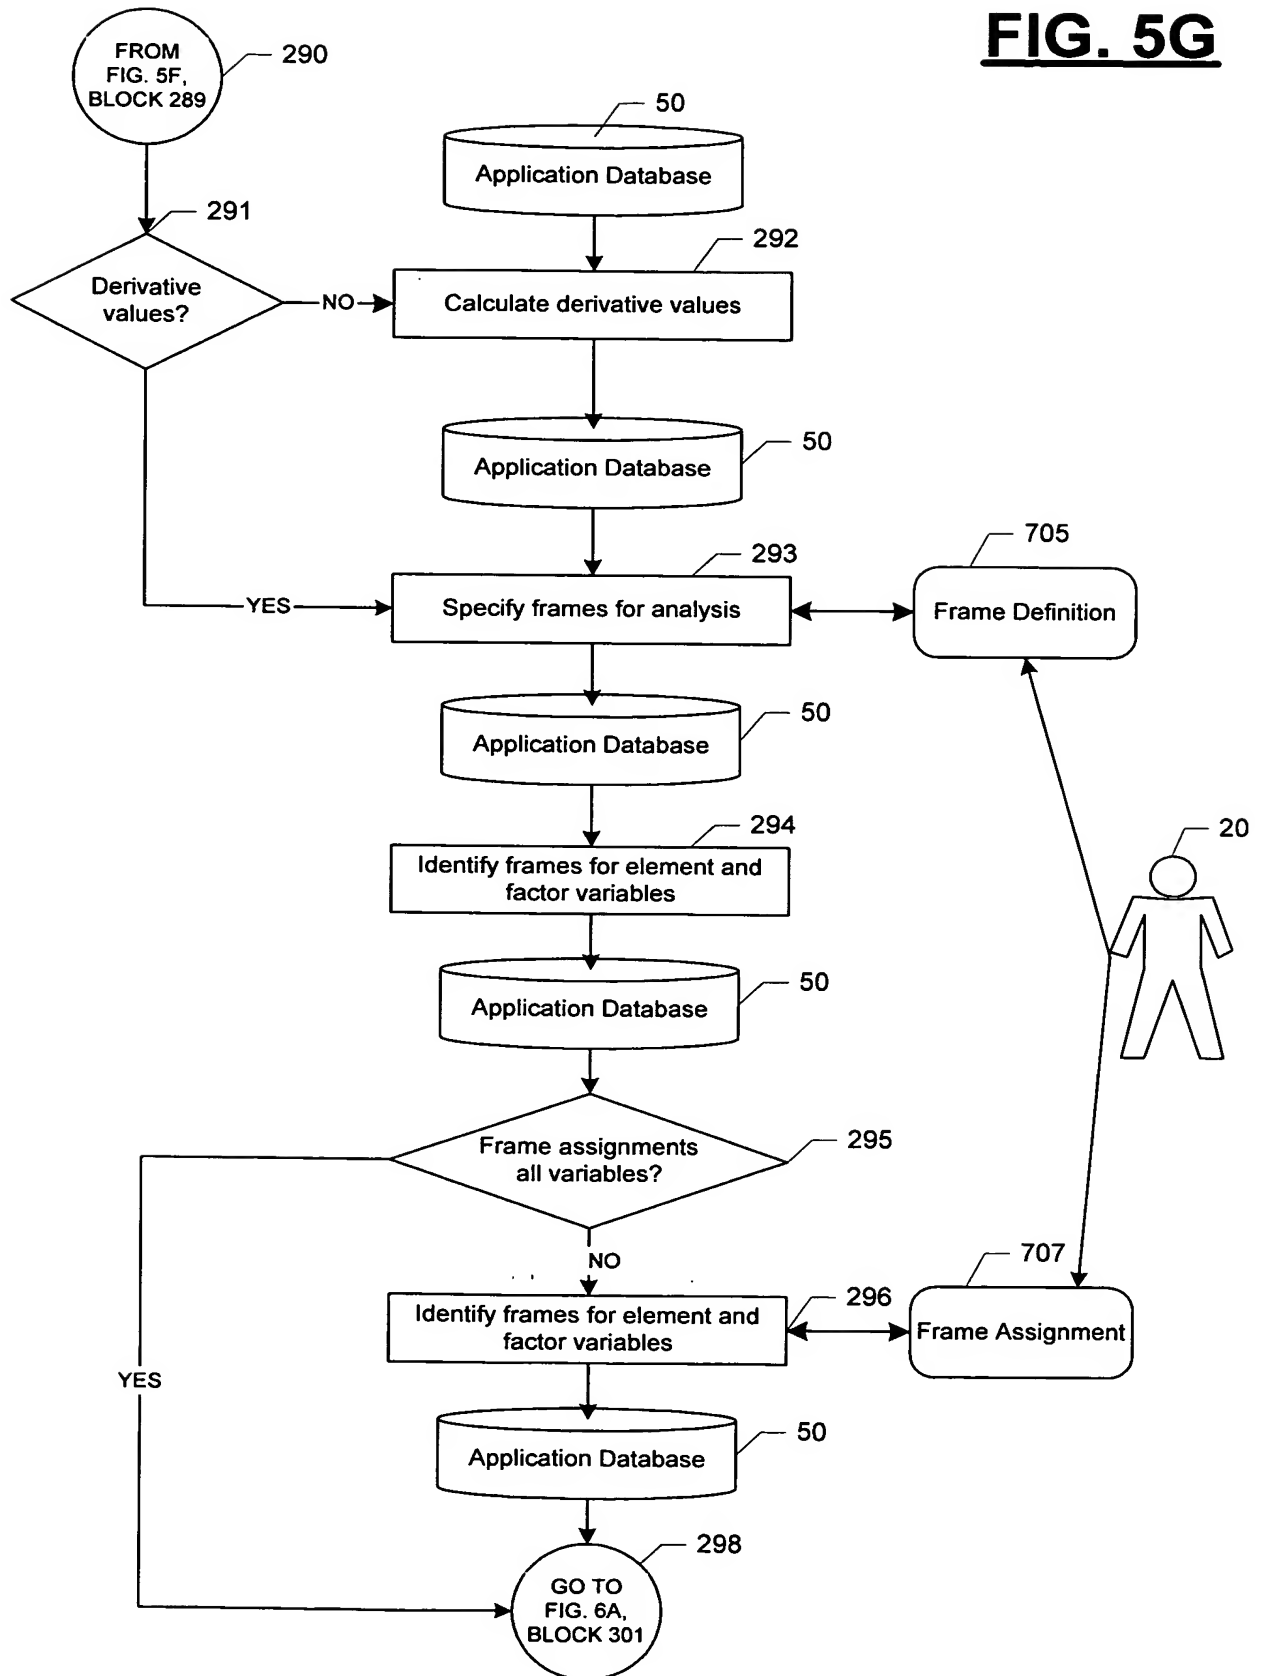 FIG. 5G
FROM
FIG. 5F,
BLOCK 289
290
50
Application Database
291
292
Derivative
values?
NO
Calculate derivative values
50
Application Database
293
705
YES
Specify frames for analysis
Frame Definition
50
Application Database
294
20
Identify frames for element and
factor variables
50
Application Database
295
Frame assignments
all variables?
NO
707
296
Identify frames for element and
factor variables
Frame Assignment
YES
50
Application Database
298
GO TO
FIG. 6A,
BLOCK 301